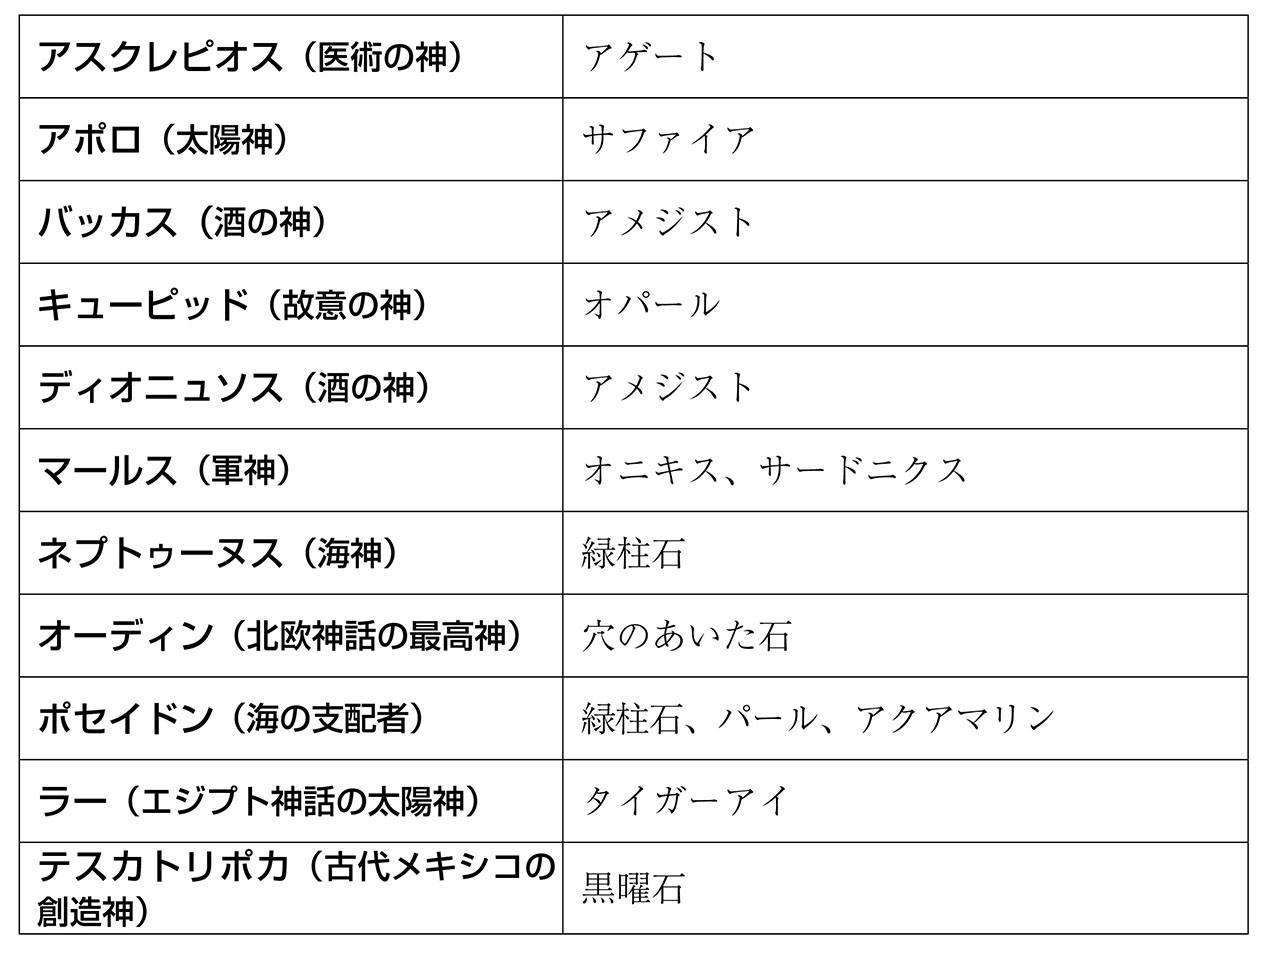 アスクレピオス（医術の神）
アゲート
アポロ（太陽神）
サファイア
バッカス（酒の神）
アメジスト
キューピッド（故意の神）
オパール
ディオニュソス（酒の神）
アメジスト
マールス（軍神）
オニキス、サードニクス
ネプトゥーヌス（海神）
緑柱石
オーディン（北欧神話の最高神）
穴のあいた石
ポセイドン（海の支配者）
緑柱石、パール、アクアマリン
ラー（エジプト神話の太陽神）
タイガーアイ
テスカトリポカ（古代メキシコの
創造神）
黒曜石